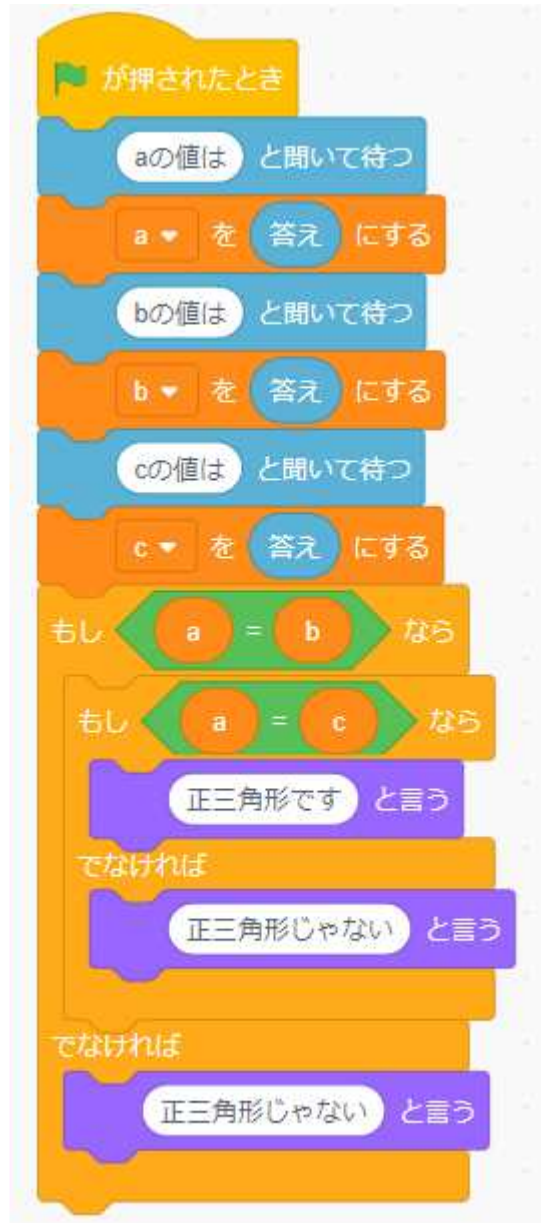 が押されたとき
aの値は と聞いて待つ
a を 答え にする
bの値は と聞いて待つ
b を 答え にする
cの値は と聞いて待つ
c を 答え にする
もし a = b なら
もし a = c なら
正三角形です と言う
でなければ
正三角形じゃない と言う
でなければ
正三角形じゃない と言う